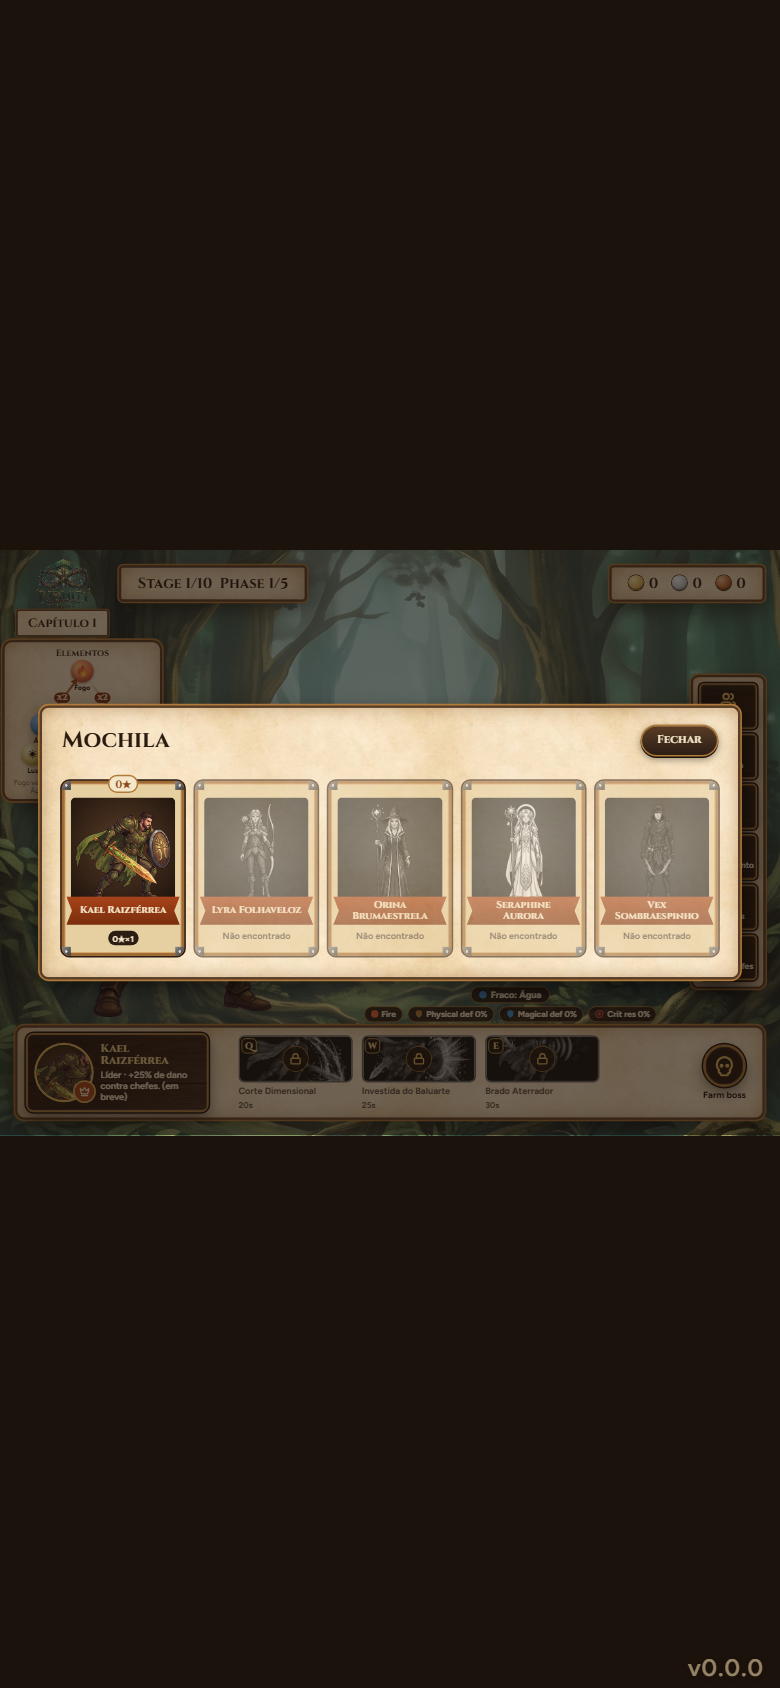 Stage 1/10 Phase 1/5
0 0 0
Capítulo 1
Elementos
Fogo
x2 x2
Mochila
Fechar
0★
Kael Raizférrea
0★×1
Lyra Folhaveloz
Não encontrado
Orina
Brumaestrela
Não encontrado
Seraphine
Aurora
Não encontrado
Vex
Sombraespinho
Não encontrado
Fraco: Água
Fire
Physical def 0%
Magical def 0%
Crit res 0%
Kael
Raizférrea
Líder · +25% de dano
contra chefes. (em
breve)
Q
Corte Dimensional
20s
W
Investida do Baluarte
25s
E
Brado Aterrador
30s
Farm boss
v0.0.0